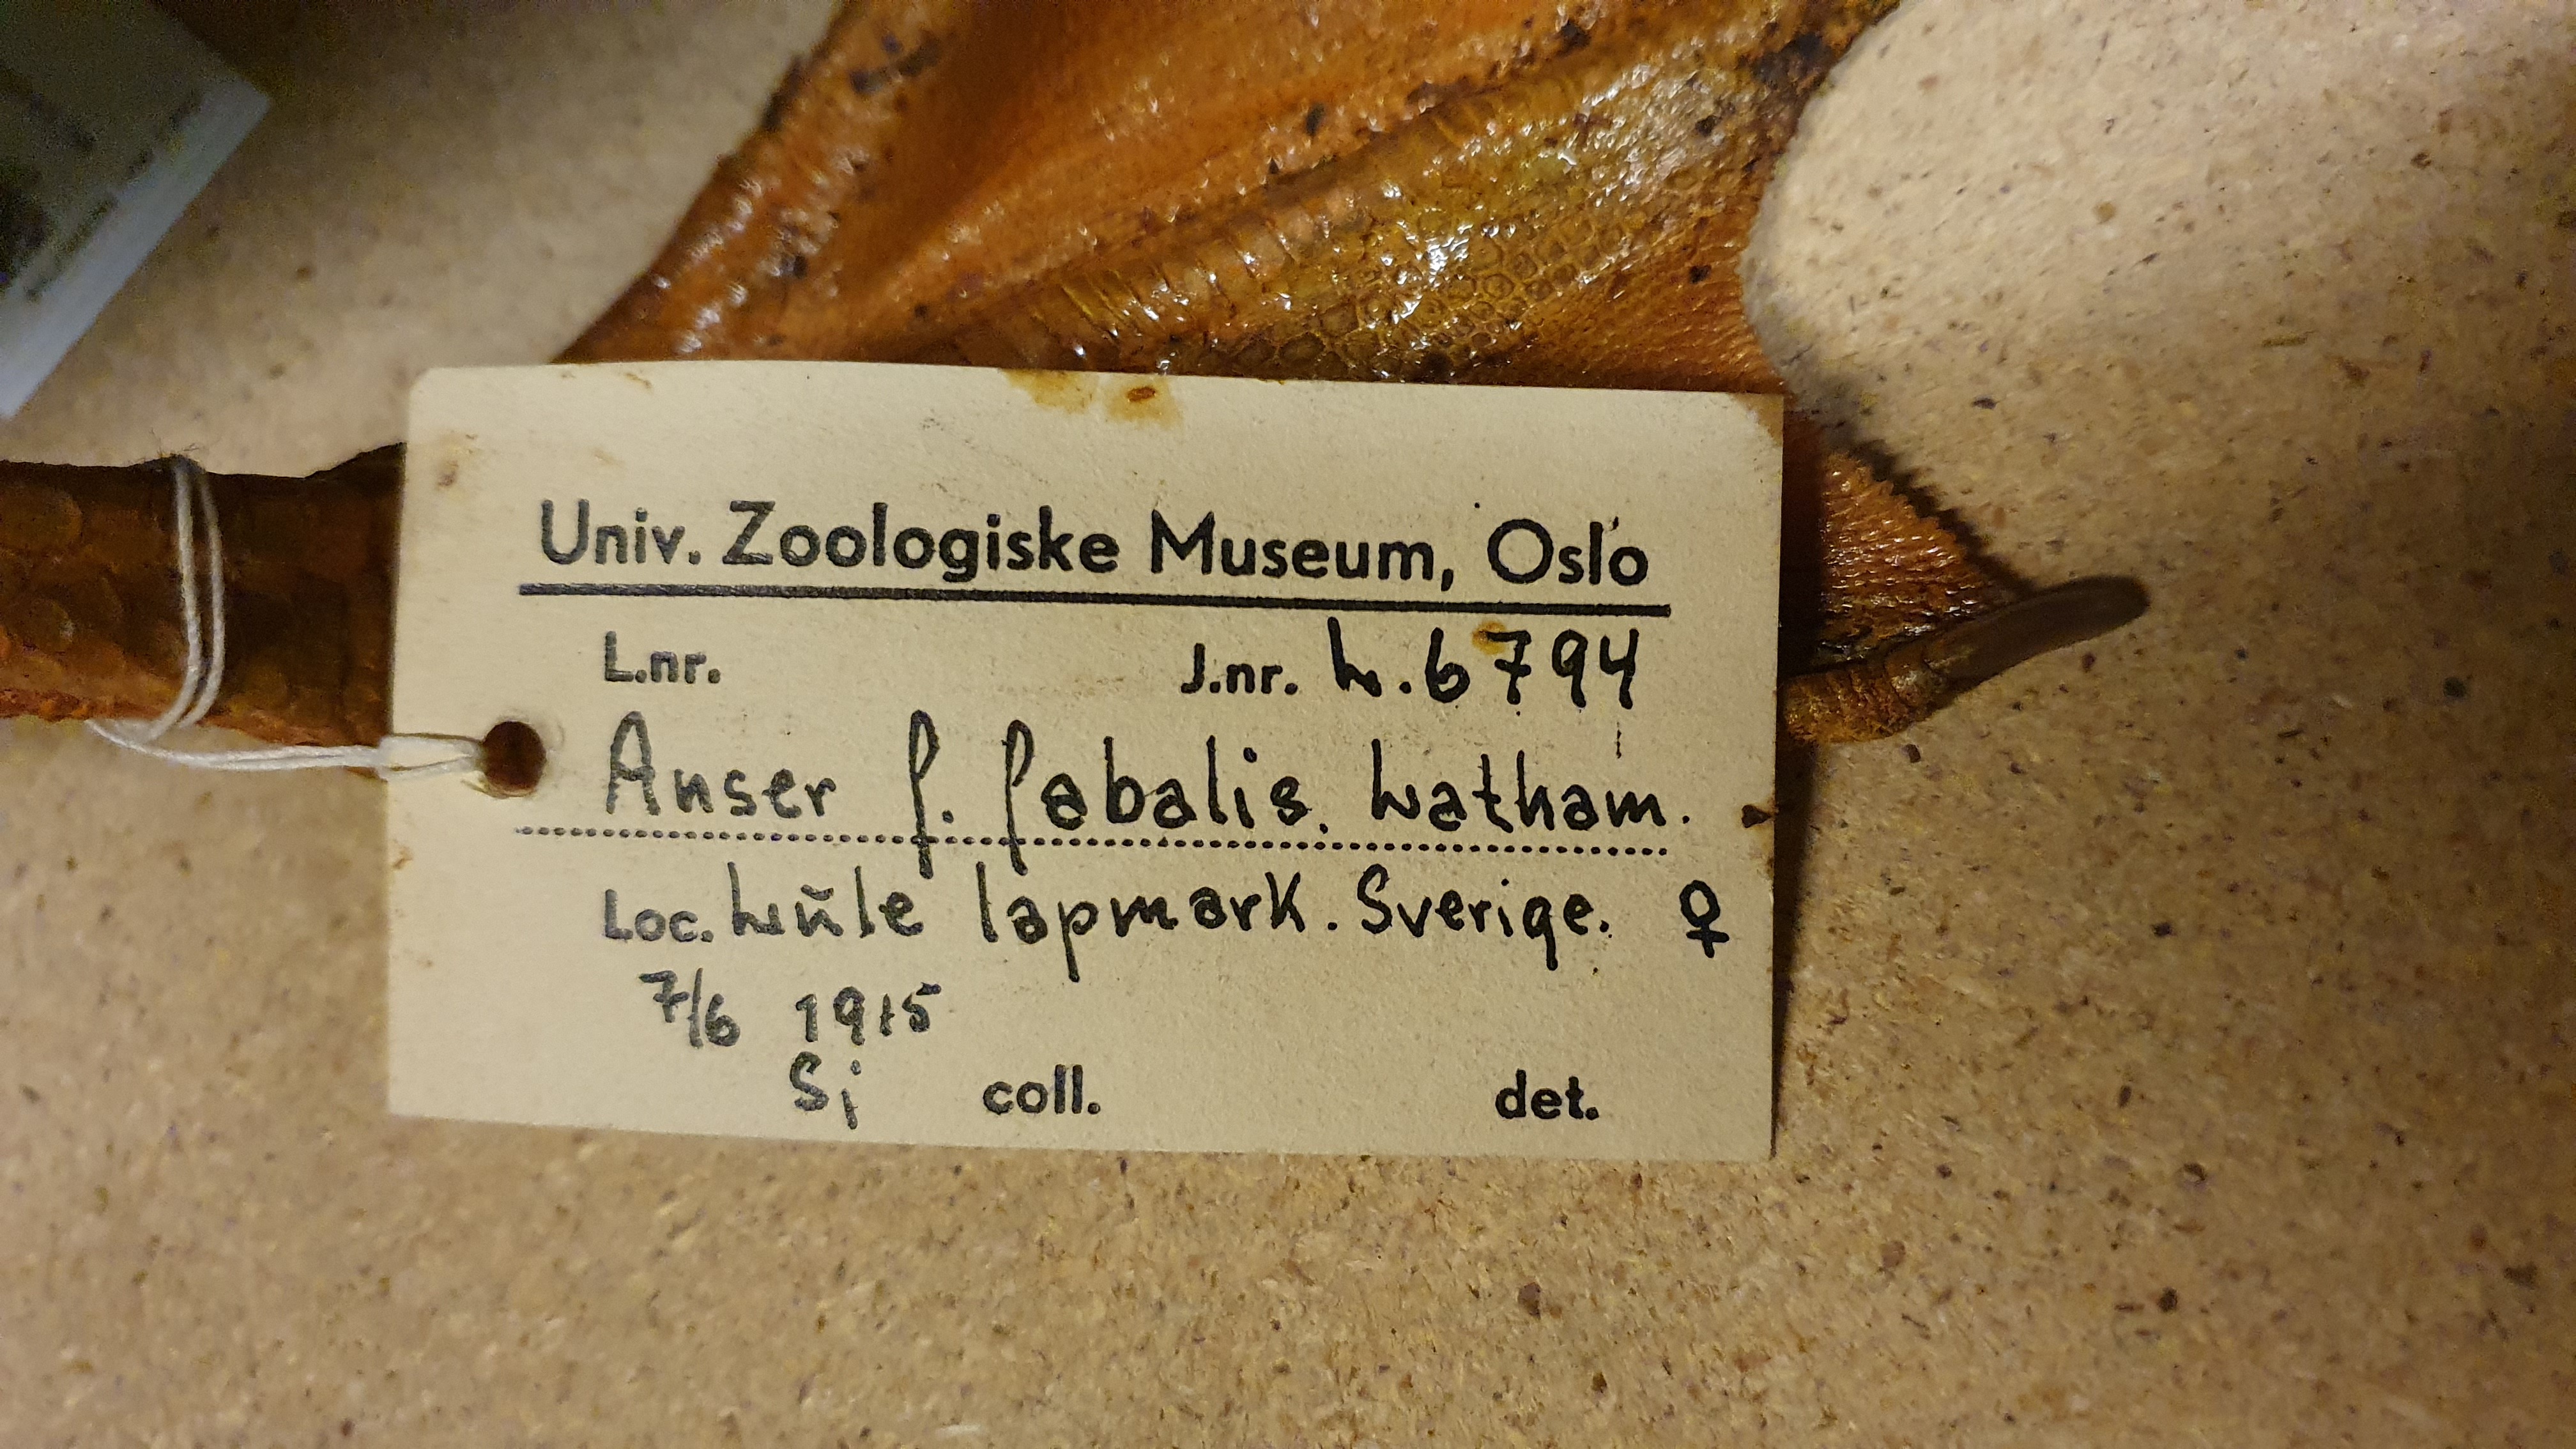 Univ. Zoologiske Museum, Oslo
L.nr. J.nr. L.6794
Anser f. fabalis. Latham.
Loc. Lule lapmark. Sverige. ♀
7/6 1915
Sj coll. det.